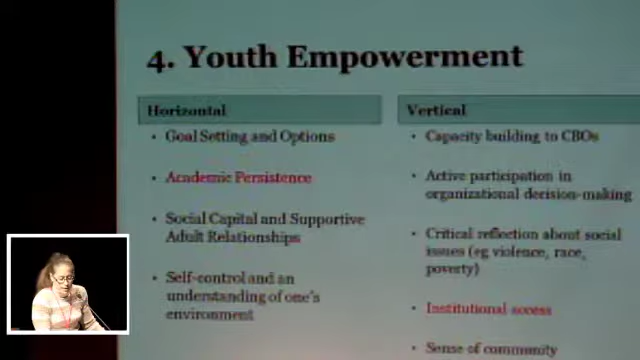 4. Youth Empowerment
Horizontal
• Goal Setting and Options
• Academic Persistence
• Social Capital and Supportive
Adult Relationships
• Self-control and an
understanding of one's
environment
Vertical
• Capacity building to CBOs
• Active participation in
organizational decision-making
• Critical reflection about social
issues (eg violence, race,
poverty)
• Institutional access
• Sense of community